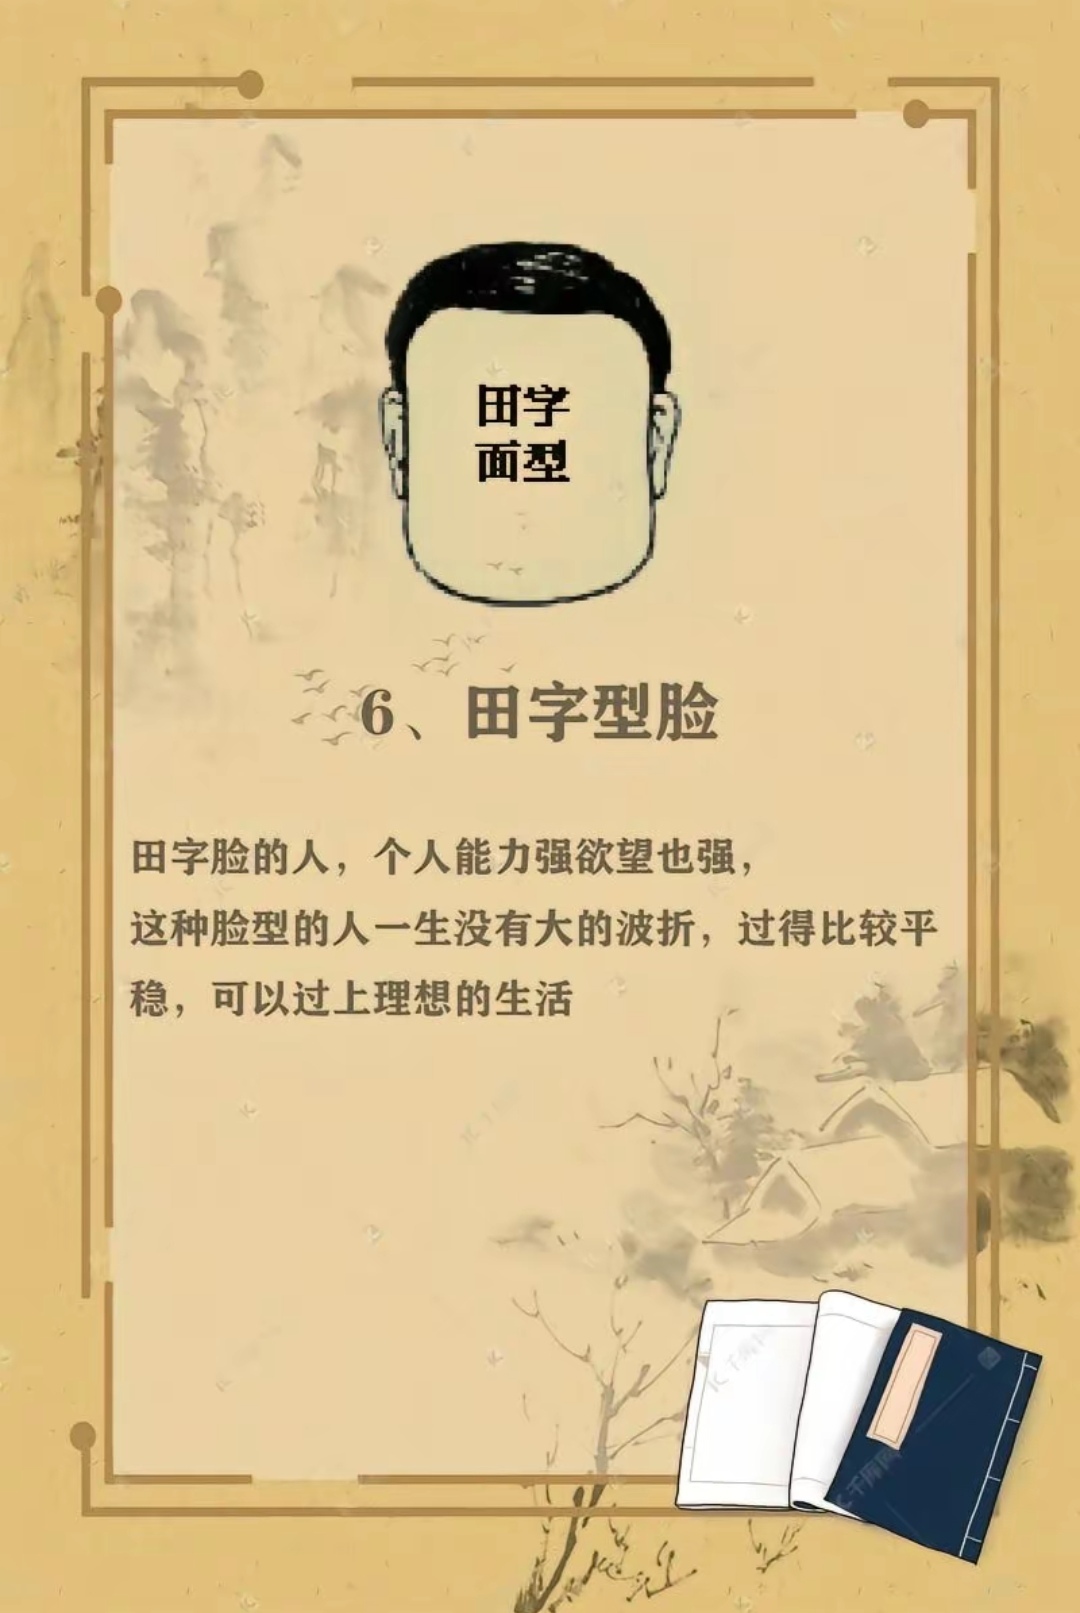 田字
面型
6、田字型脸
田字脸的人，个人能力强欲望也强，
这种脸型的人一生没有大的波折，过得比较平
稳，可以过上理想的生活